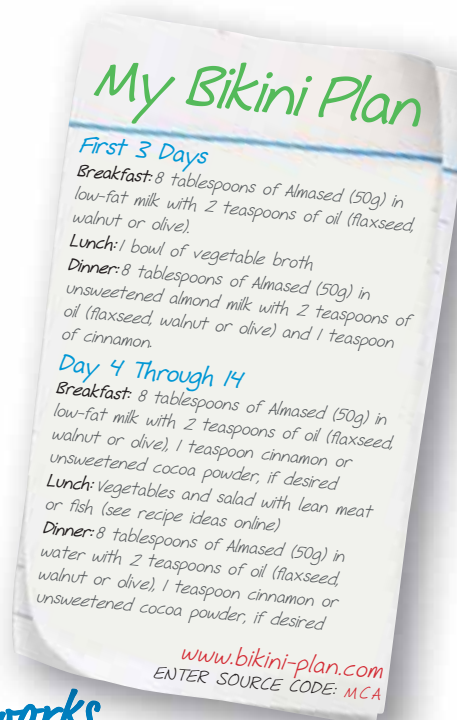 My Bikini Plan
First 3 Days
Breakfast: 8 tablespoons of Almased (50g) in
low-fat milk with 2 teaspoons of oil (flaxseed,
walnut or olive).
Lunch: 1 bowl of vegetable broth
Dinner: 8 tablespoons of Almased (50g) in
unsweetened almond milk with 2 teaspoons of
oil (flaxseed, walnut or olive) and 1 teaspoon
of cinnamon.
Day 4 Through 14
Breakfast: 8 tablespoons of Almased (50g) in
low-fat milk with 2 teaspoons of oil (flaxseed,
walnut or olive), 1 teaspoon cinnamon or
unsweetened cocoa powder, if desired
Lunch: Vegetables and salad with lean meat
or fish (see recipe ideas online)
Dinner: 8 tablespoons of Almased (50g) in
water with 2 teaspoons of oil (flaxseed,
walnut or olive), 1 teaspoon cinnamon or
unsweetened cocoa powder, if desired
www.bikini-plan.com
ENTER SOURCE CODE: MCA